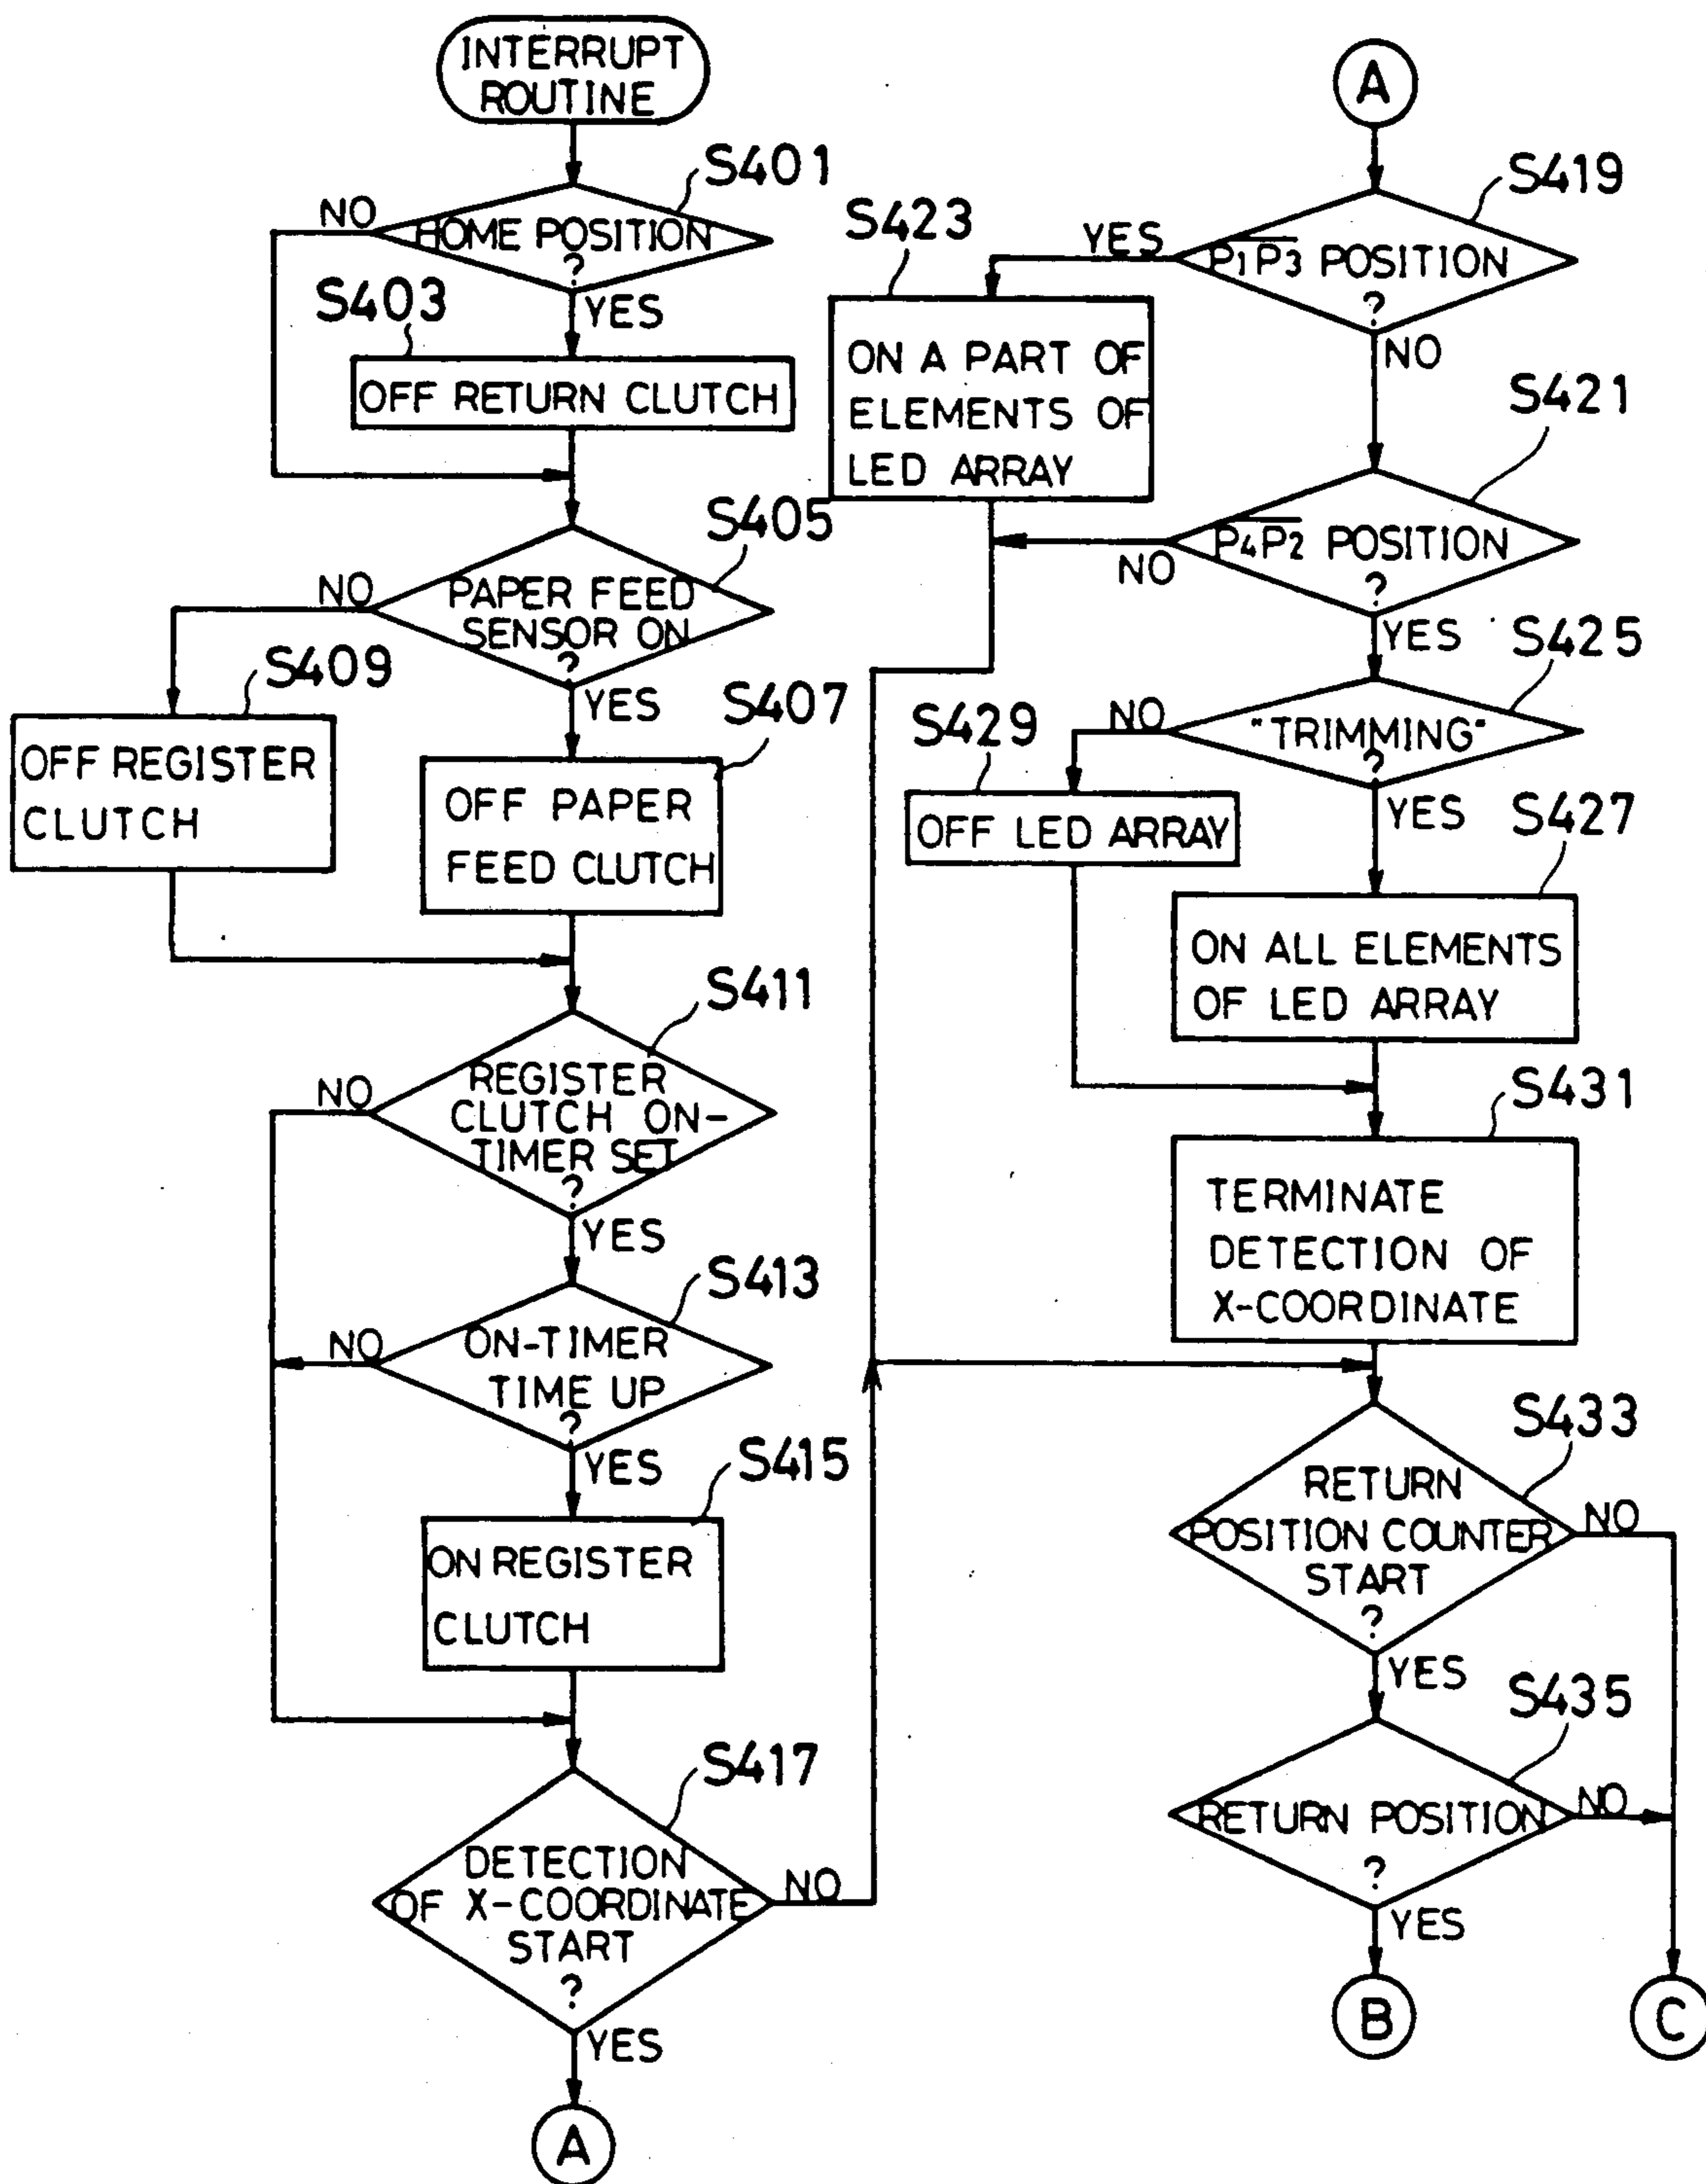 INTERRUPT
ROUTINE
S401
NO
HOME POSITION
?
YES
S403
OFF RETURN CLUTCH
S405
NO
PAPER FEED
SENSOR ON
?
YES
S409
OFF REGISTER
CLUTCH
S407
OFF PAPER
FEED CLUTCH
S411
NO
REGISTER
CLUTCH ON-
TIMER SET
?
YES
S413
NO
ON-TIMER
TIME UP
?
YES
S415
ON REGISTER
CLUTCH
S417
DETECTION
OF X-COORDINATE
START
?
NO
YES
A
A
S419
YES
P1P3 POSITION
?
NO
S423
ON A PART OF
ELEMENTS OF
LED ARRAY
S421
P4P2 POSITION
?
NO
YES
S425
NO
"TRIMMING"
?
YES
S429
OFF LED ARRAY
S427
ON ALL ELEMENTS
OF LED ARRAY
S431
TERMINATE
DETECTION OF
X-COORDINATE
S433
RETURN
POSITION COUNTER
START
?
NO
YES
S435
RETURN POSITION
?
NO
YES
B
C